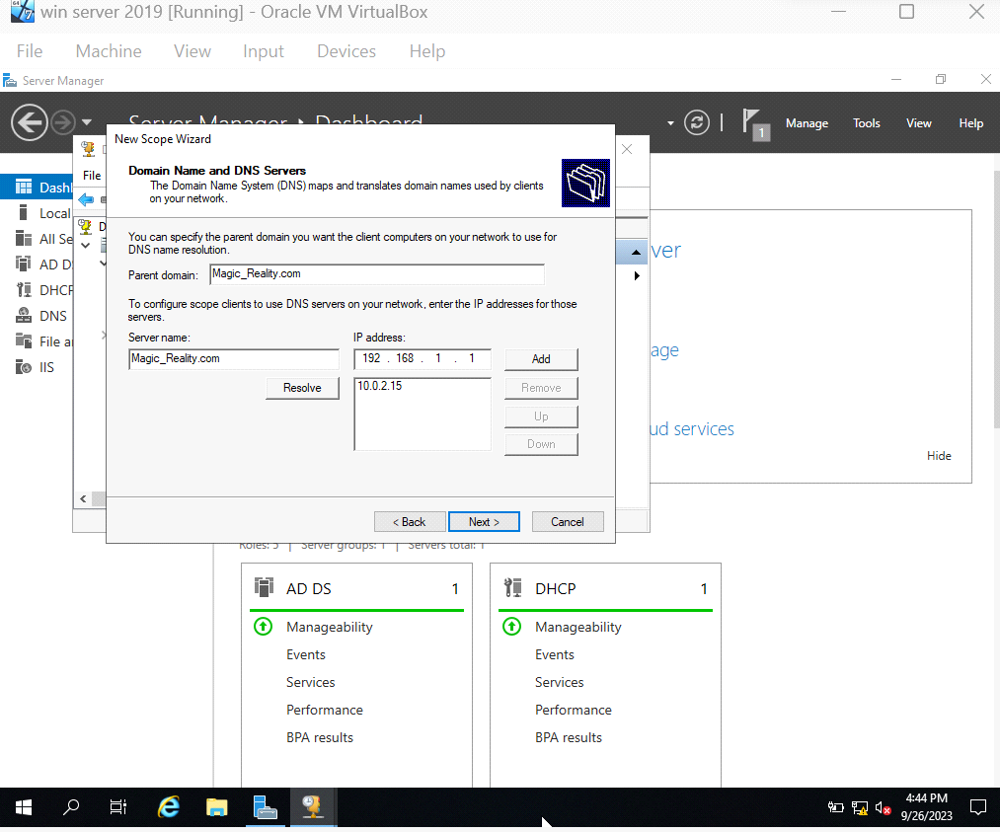 win server 2019 [Running] - Oracle VM VirtualBox
File Machine View Input Devices Help
Server Manager
Server Manager ‣ Dashboard
1 Manage Tools View Help
New Scope Wizard
Domain Name and DNS Servers
The Domain Name System (DNS) maps and translates domain names used by clients
on your network.
File
Dashl
Local
All Se
AD D
DHCP
DNS
File a
IIS
D
You can specify the parent domain you want the client computers on your network to use for
DNS name resolution.
Parent domain: Magic_Reality.com
To configure scope clients to use DNS servers on your network, enter the IP addresses for those
servers.
Server name: IP address:
Magic_Reality.com 192 . 168 . 1 . 1 Add
Resolve 10.0.2.15 Remove
Up
Down
< Back Next > Cancel
ver
age
ud services
Hide
Roles: 5 | Server groups: 1 | Servers total: 1
AD DS 1
Manageability
Events
Services
Performance
BPA results
DHCP 1
Manageability
Events
Services
Performance
BPA results
4:44 PM
9/26/2023